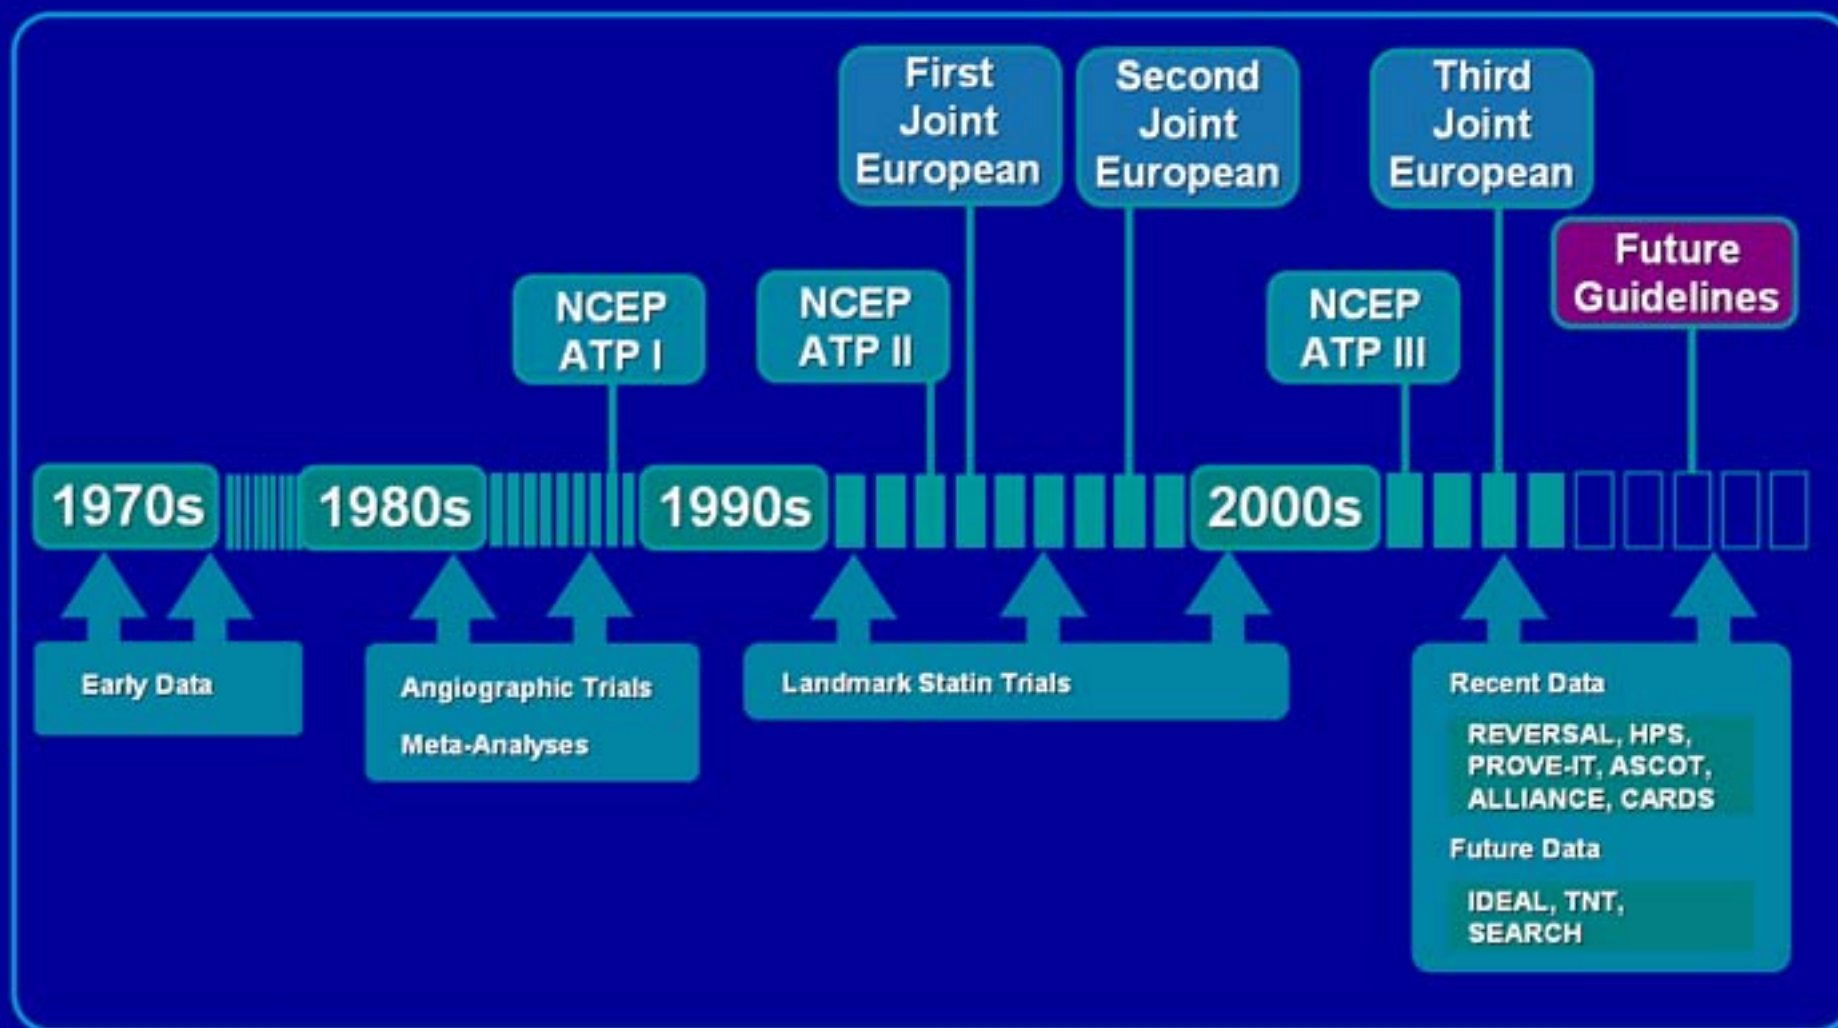 First
Joint
European
Second
Joint
European
Third
Joint
European
Future
Guidelines
NCEP
ATP I
NCEP
ATP II
NCEP
ATP III
1970s
1980s
1990s
2000s
Early Data
Angiographic Trials
Meta-Analyses
Landmark Statin Trials
Recent Data
REVERSAL, HPS,
PROVE-IT, ASCOT,
ALLIANCE, CARDS
Future Data
IDEAL, TNT,
SEARCH